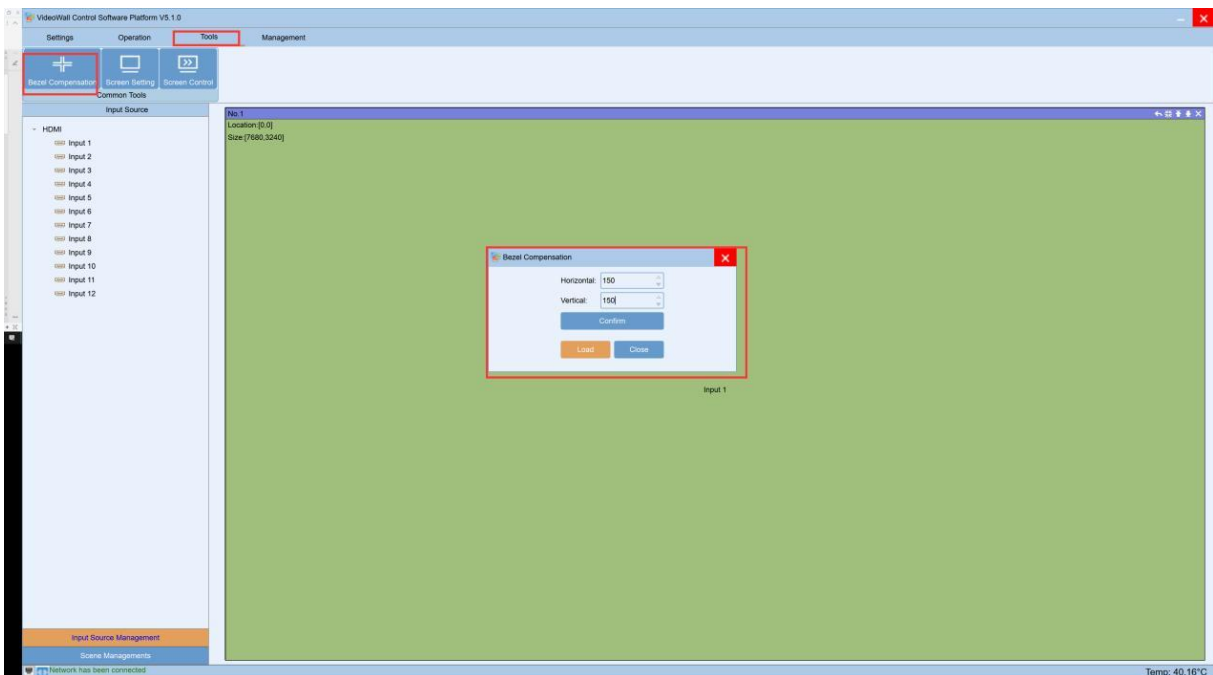 VideoWall Control Software Platform V5.1.0
Settings Operation Tools Management
Bezel Compensation Screen Setting Screen Control
Common Tools
Input Source
HDMI
Input 1
Input 2
Input 3
Input 4
Input 5
Input 6
Input 7
Input 8
Input 9
Input 10
Input 11
Input 12
No.1
Location:[0,0]
Size:[7680,3240]
Bezel Compensation
Horizontal: 150
Vertical: 150
Confirm
Load Close
Input 1
Input Source Management
Scene Managements
Network has been connected
Temp: 40.16°C